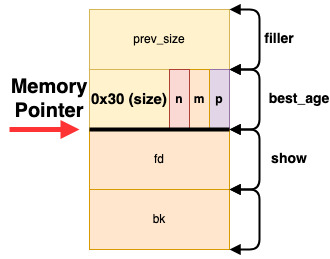 prev_size
filler
Memory
Pointer
0x30 (size)
n
m
p
best_age
fd
show
bk